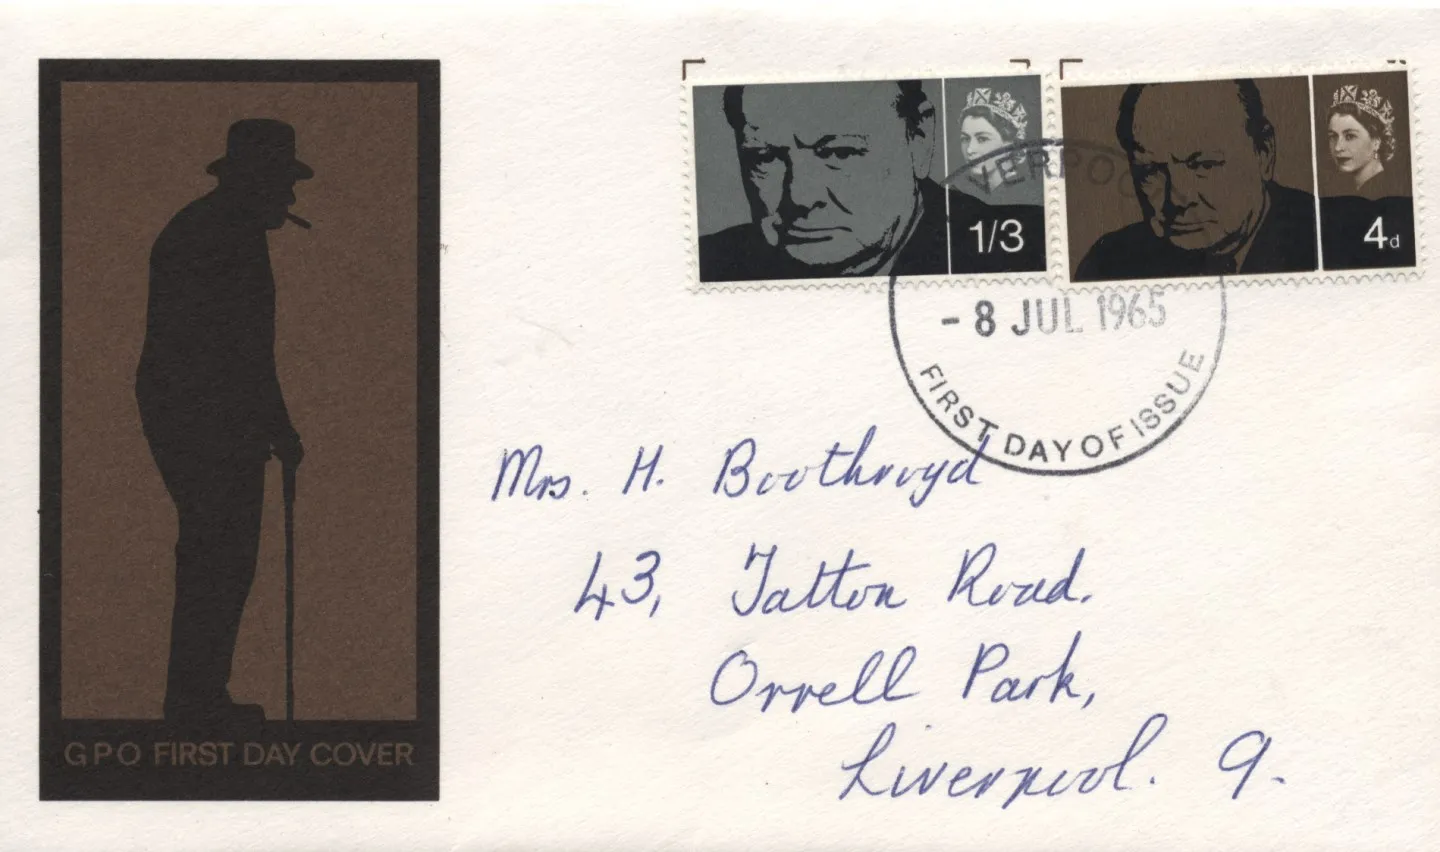 1/3
4d
VERPOO
- 8 JUL 1965
FIRST DAY OF ISSUE
Mrs. H. Boothroyd
43, Tatton Road.
Orrell Park,
Liverpool. 9.
GPO FIRST DAY COVER